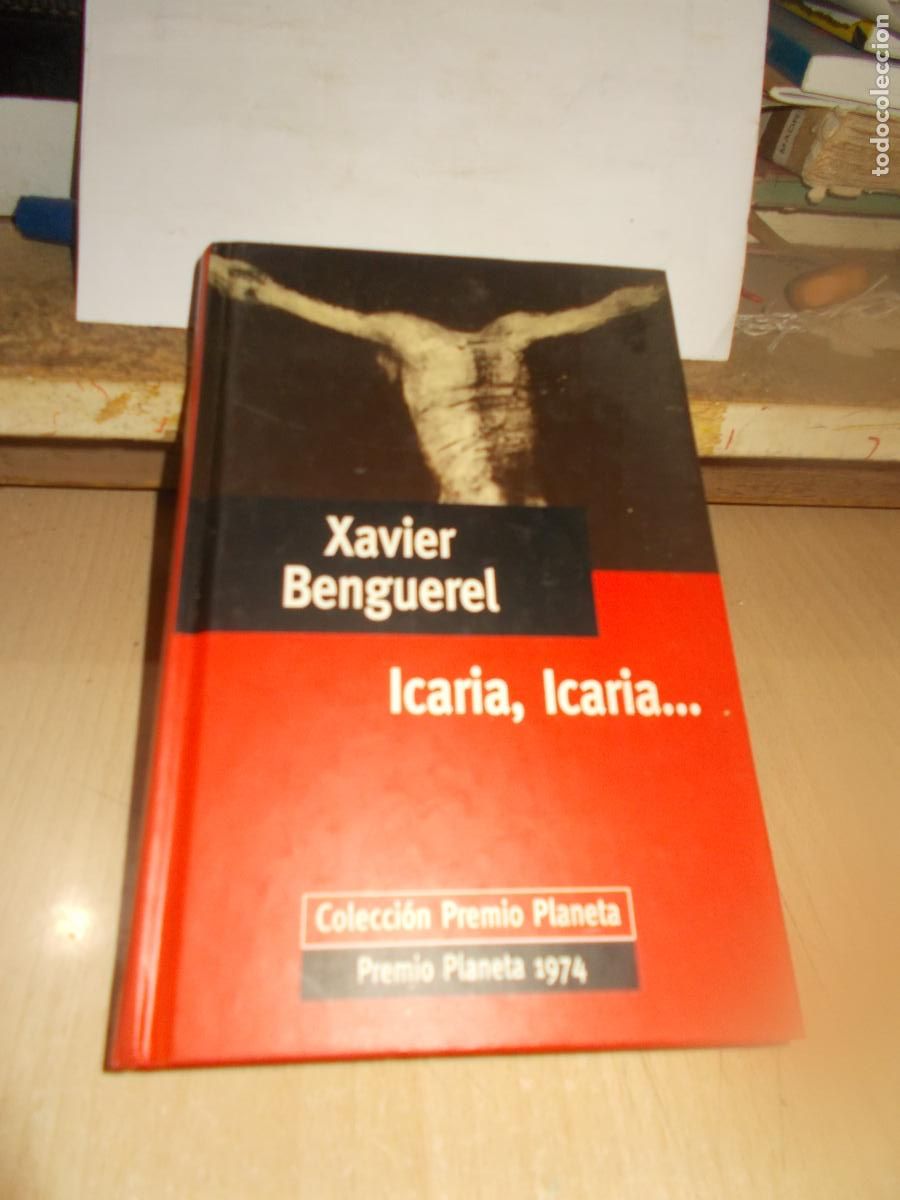 todocoleccion
Xavier
Benguerel
Icaria, Icaria...
Colección Premio Planeta
Premio Planeta 1974